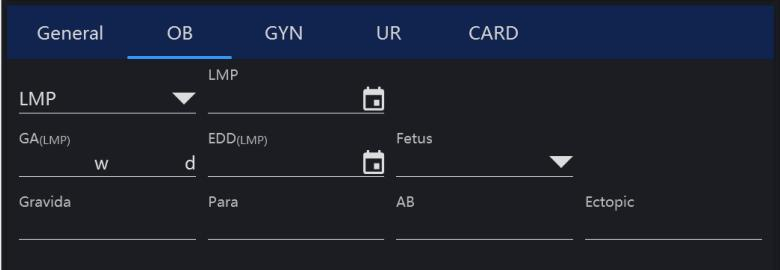 General OB GYN UR CARD
LMP
LMP
GA(LMP) EDD(LMP) Fetus
w d
Gravida Para AB Ectopic